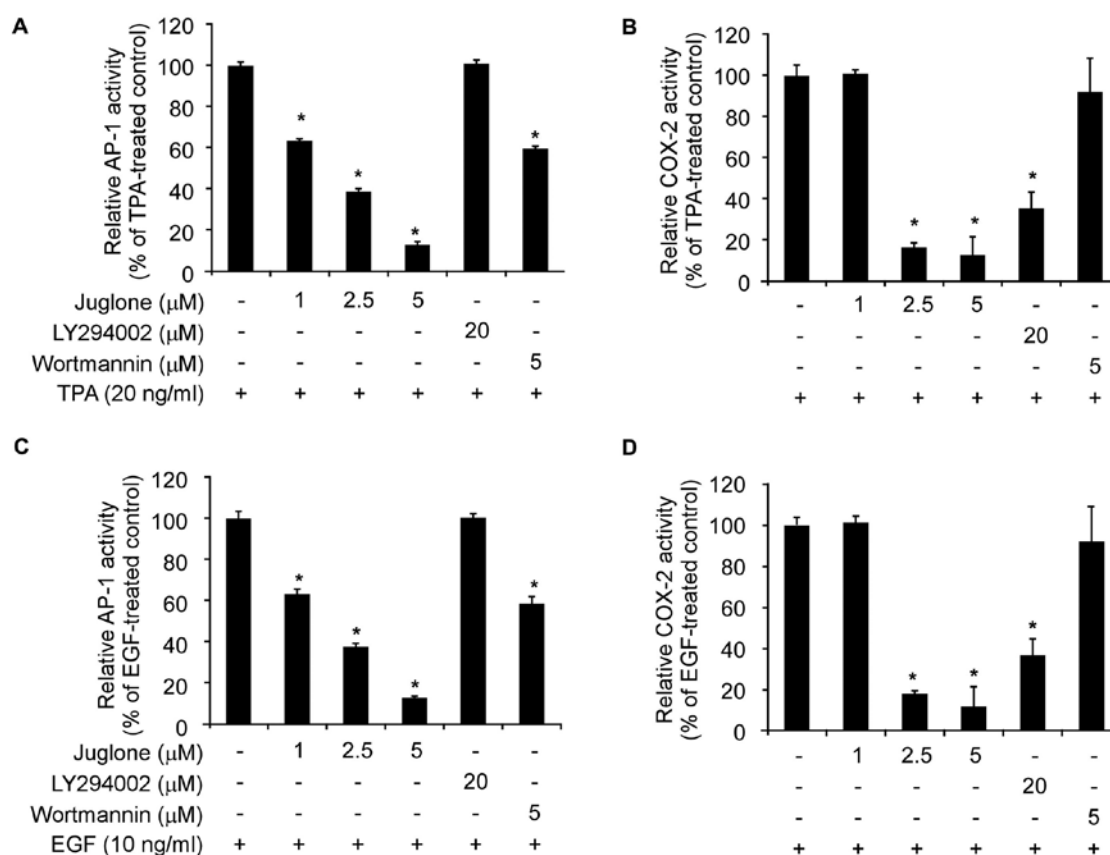 A
Relative AP-1 activity
(% of TPA-treated control)
120
100
80
60
40
20
0
*
*
*
*
Juglone (μM) - 1 2.5 5 - -
LY294002 (μM) - - - - 20 -
Wortmannin (μM) - - - - - 5
TPA (20 ng/ml) + + + + + +
B
Relative COX-2 activity
(% of TPA-treated control)
120
100
80
60
40
20
0
*
*
*
- 1 2.5 5 - -
- - - - 20 -
- - - - - 5
+ + + + + +
C
Relative AP-1 activity
(% of EGF-treated control)
120
100
80
60
40
20
0
*
*
*
*
Juglone (μM) - 1 2.5 5 - -
LY294002 (μM) - - - - 20 -
Wortmannin (μM) - - - - - 5
EGF (10 ng/ml) + + + + + +
D
Relative COX-2 activity
(% of EGF-treated control)
120
100
80
60
40
20
0
*
*
*
- 1 2.5 5 - -
- - - - 20 -
- - - - - 5
+ + + + + +